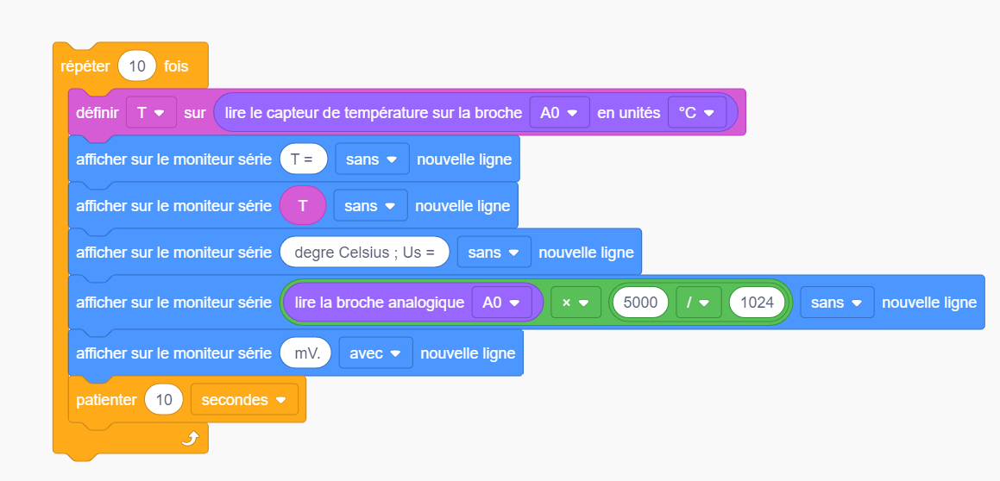 répéter 10 fois
définir T sur lire le capteur de température sur la broche A0 en unités °C
afficher sur le moniteur série T = sans nouvelle ligne
afficher sur le moniteur série T sans nouvelle ligne
afficher sur le moniteur série degre Celsius ; Us = sans nouvelle ligne
afficher sur le moniteur série lire la broche analogique A0 × 5000 / 1024 sans nouvelle ligne
afficher sur le moniteur série mV. avec nouvelle ligne
patienter 10 secondes